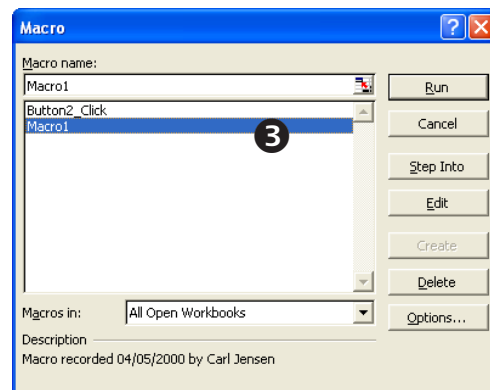 Macro
Macro name:
Macro1
Run
Button2_Click
Macro1
3
Cancel
Step Into
Edit
Create
Delete
Macros in:
All Open Workbooks
Options...
Description
Macro recorded 04/05/2000 by Carl Jensen